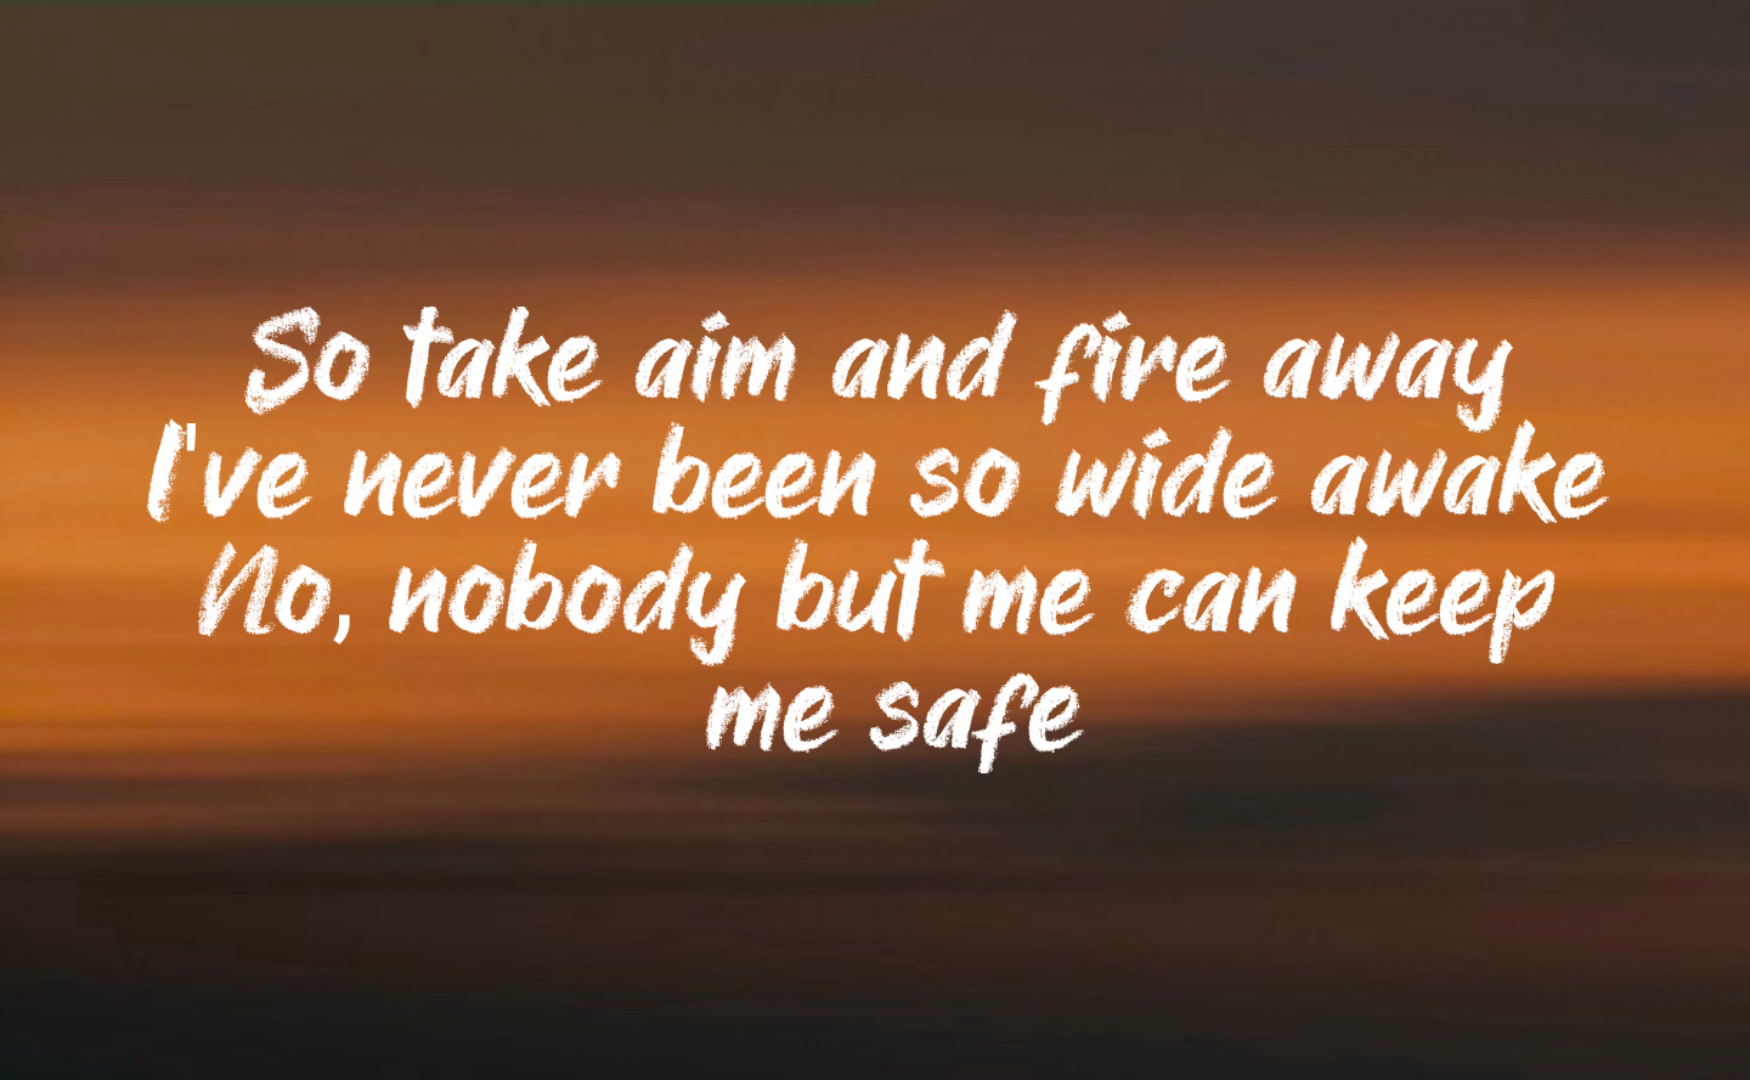 So take aim and fire away
I've never been so wide awake
No, nobody but me can keep
me safe